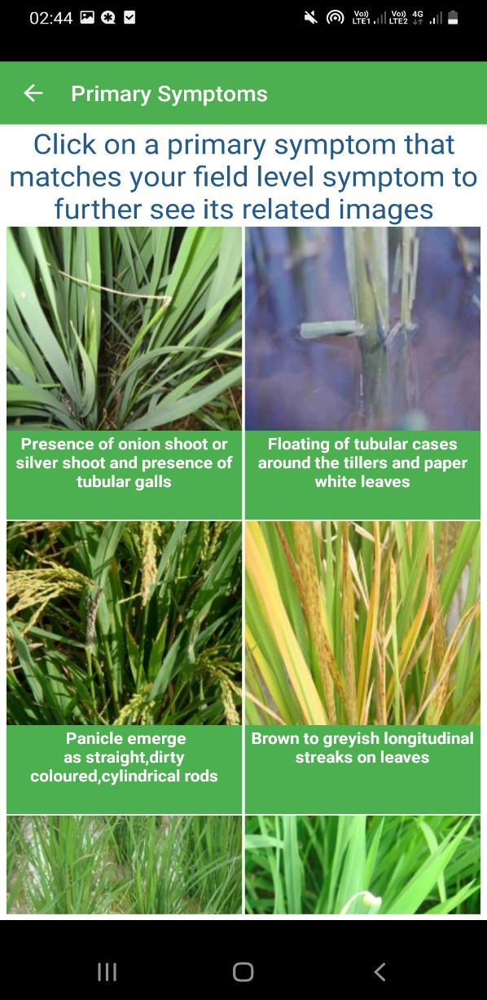 02:44
Vo)) LTE1 Vo)) LTE2 4G
Primary Symptoms
Click on a primary symptom that
matches your field level symptom to
further see its related images
Presence of onion shoot or
silver shoot and presence of
tubular galls
Floating of tubular cases
around the tillers and paper
white leaves
Panicle emerge
as straight,dirty
coloured,cylindrical rods
Brown to greyish longitudinal
streaks on leaves